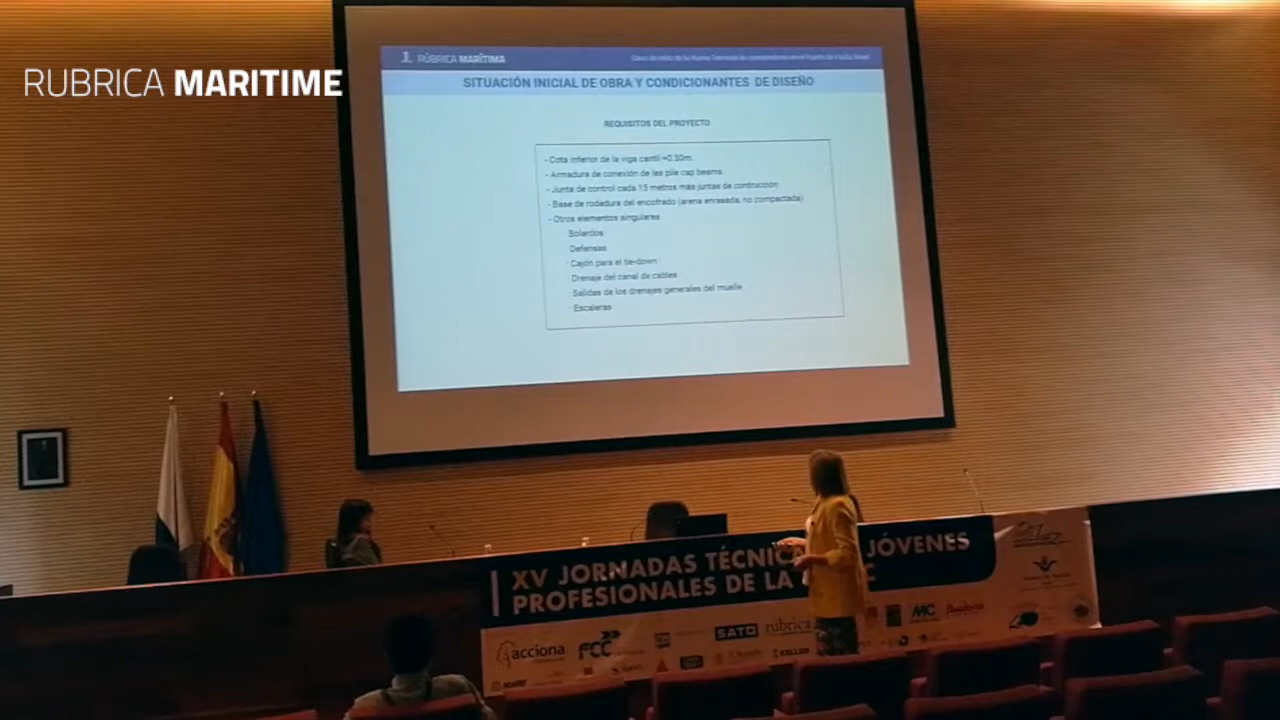 RUBRICA MARITIME
RÚBRICA MARÍTIMA
SITUACIÓN INICIAL DE OBRA Y CONDICIONANTES DE DISEÑO
REQUISITOS DEL PROYECTO
- Cota inferior de la viga cantil +0.50m.
- Armadura de conexión de las pile cap beams.
- Junta de control cada 15 metros más juntas de contrucción
- Base de rodadura del encofrado (arena enrasada, no compactada)
- Otros elementos singulares
Bolardos
Defensas
Cajón para el tie-down
Drenaje del canal de cables
Salidas de los drenajes generales del muelle
Escaleras
XV JORNADAS TÉCNIC JÓVENES
PROFESIONALES DE LA
acciona
FCC
SATO
rubrica
KELLER
MC